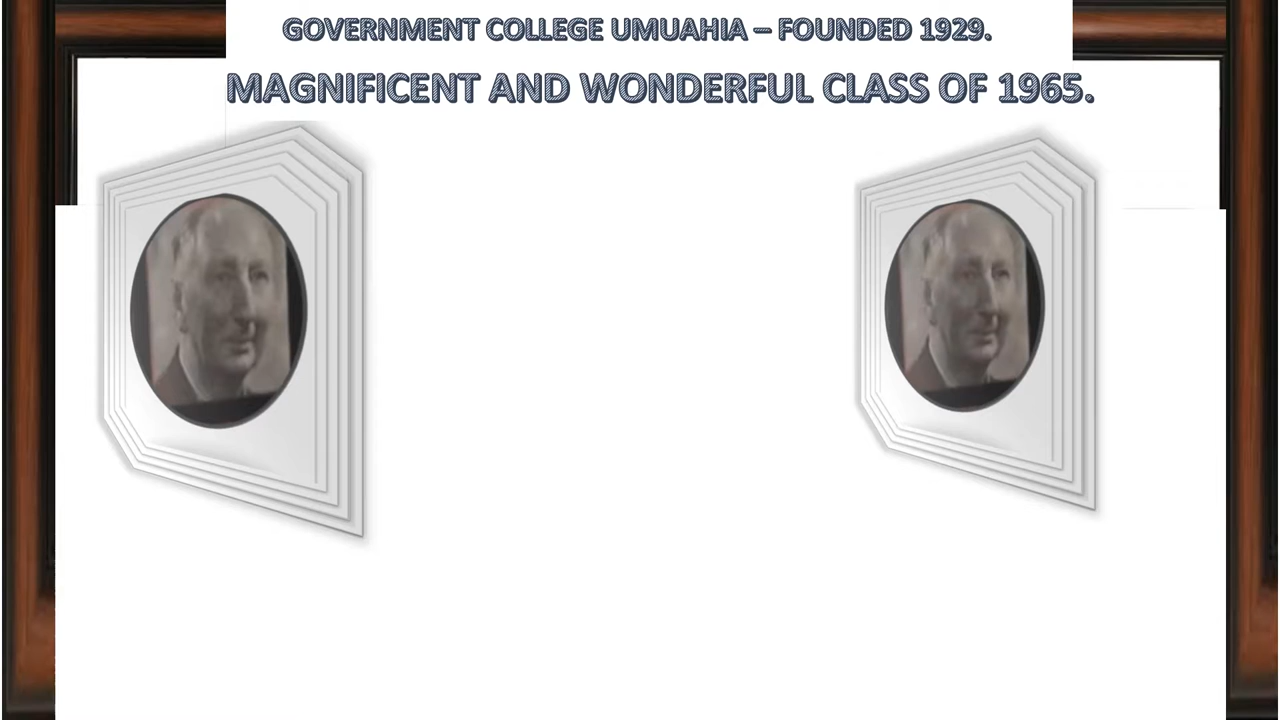 GOVERNMENT COLLEGE UMUAHIA – FOUNDED 1929.
MAGNIFICENT AND WONDERFUL CLASS OF 1965.